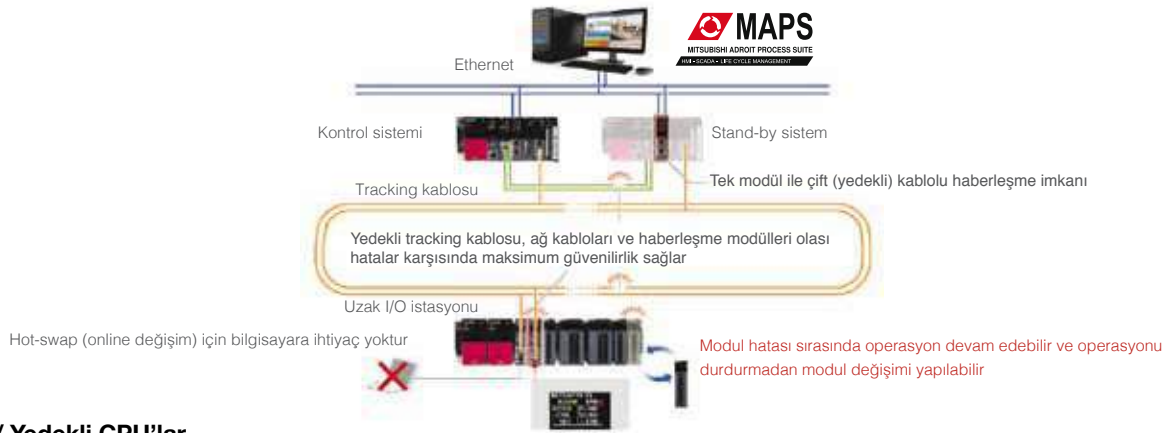 MAPS
MITSUBISHI ADROIT PROCESS SUITE
HMI - SCADA - LIFE CYCLE MANAGEMENT
Ethernet
Kontrol sistemi
Stand-by sistem
Tek modül ile çift (yedekli) kablolu haberleşme imkanı
Tracking kablosu
Yedekli tracking kablosu, ağ kabloları ve haberleşme modülleri olası
hatalar karşısında maksimum güvenilirlik sağlar
Uzak I/O istasyonu
Hot-swap (online değişim) için bilgisayara ihtiyaç yoktur
Modul hatası sırasında operasyon devam edebilir ve operasyonu
durdurmadan modul değişimi yapılabilir
Yedekli CPU'lar